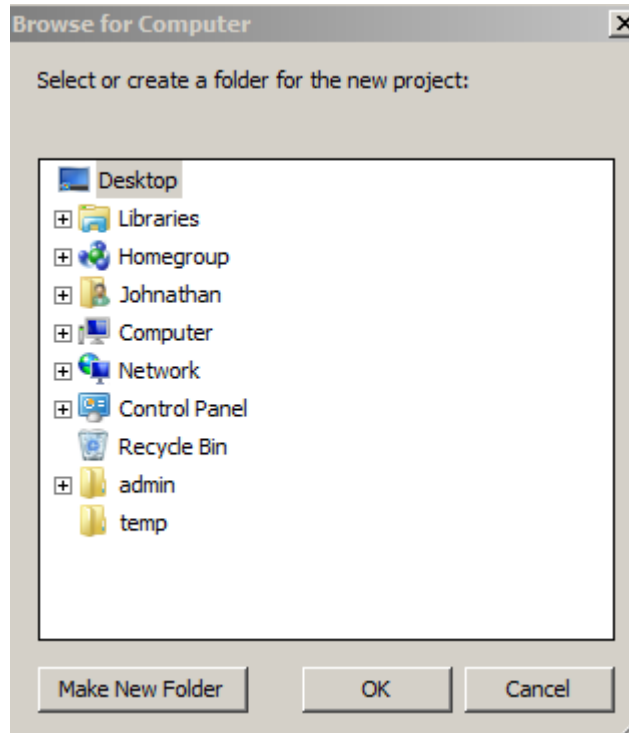 Browse for Computer
Select or create a folder for the new project:
Desktop
Libraries
Homegroup
Johnathan
Computer
Network
Control Panel
Recycle Bin
admin
temp
Make New Folder OK Cancel